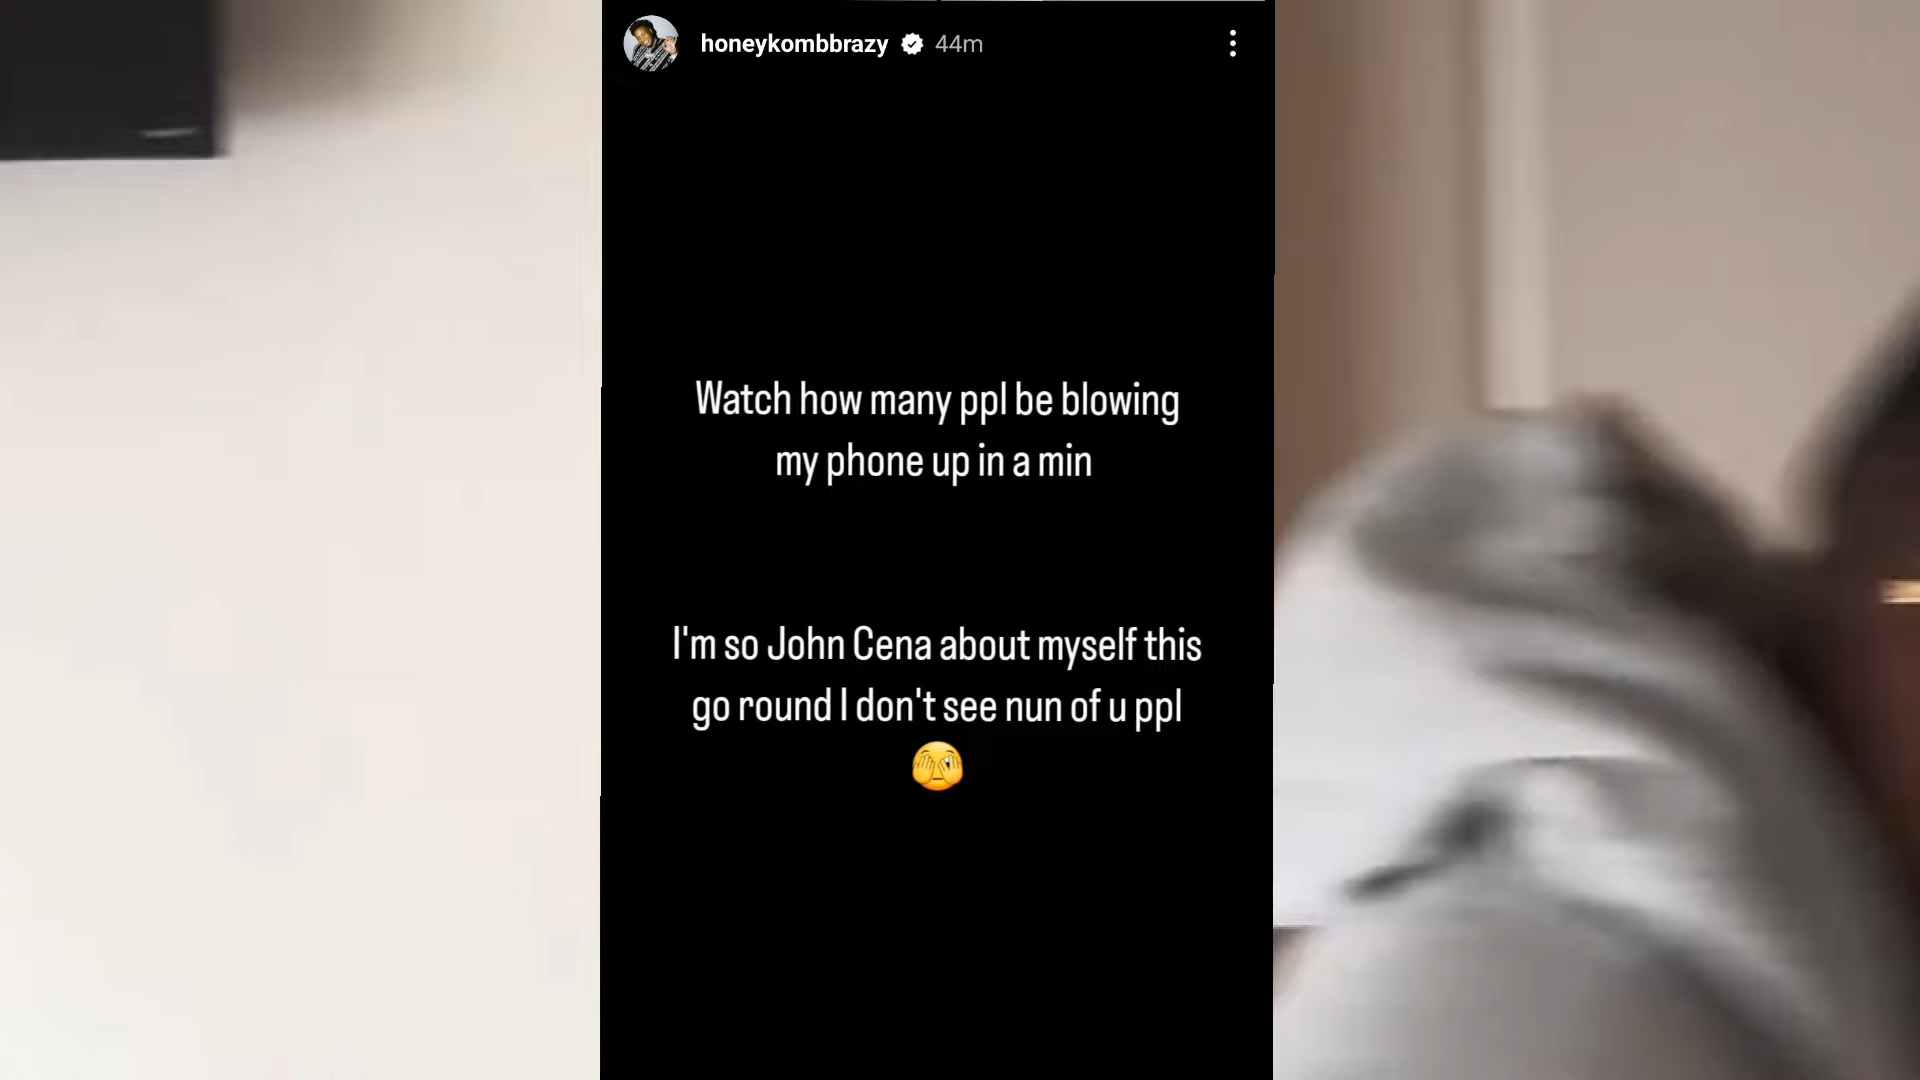 honeykombbrazy 44m
Watch how many ppl be blowing
my phone up in a min
I'm so John Cena about myself this
go round I don't see nun of u ppl
🫣